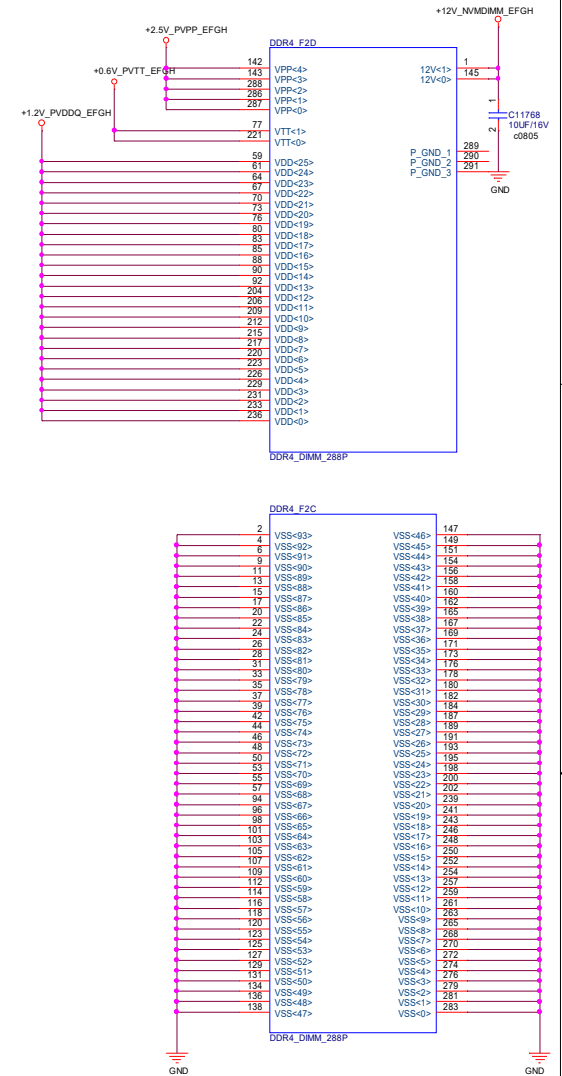 +12V_NVMDIMM_EFGH
+2.5V_PVPP_EFGH
+0.6V_PVTT_EFGH
+1.2V_PVDDQ_EFGH
DDR4_F2D
142 VPP<4>
143 VPP<3>
288 VPP<2>
286 VPP<1>
287 VPP<0>
77 VTT<1>
221 VTT<0>
59 VDD<25>
61 VDD<24>
64 VDD<23>
67 VDD<22>
70 VDD<21>
73 VDD<20>
76 VDD<19>
80 VDD<18>
83 VDD<17>
85 VDD<16>
88 VDD<15>
90 VDD<14>
92 VDD<13>
204 VDD<12>
206 VDD<11>
209 VDD<10>
212 VDD<9>
215 VDD<8>
217 VDD<7>
220 VDD<6>
223 VDD<5>
226 VDD<4>
229 VDD<3>
231 VDD<2>
233 VDD<1>
236 VDD<0>
12V<1> 1
12V<0> 145
P_GND_1 289
P_GND_2 290
P_GND_3 291
1
C11768
10UF/16V
2
c0805
GND
DDR4_DIMM_288P
DDR4_F2C
2 VSS<93> VSS<46> 147
4 VSS<92> VSS<45> 149
6 VSS<91> VSS<44> 151
9 VSS<90> VSS<43> 154
11 VSS<89> VSS<42> 156
13 VSS<88> VSS<41> 158
15 VSS<87> VSS<40> 160
17 VSS<86> VSS<39> 162
20 VSS<85> VSS<38> 165
22 VSS<84> VSS<37> 167
24 VSS<83> VSS<36> 169
26 VSS<82> VSS<35> 171
28 VSS<81> VSS<34> 173
31 VSS<80> VSS<33> 176
33 VSS<79> VSS<32> 178
35 VSS<78> VSS<31> 180
37 VSS<77> VSS<30> 182
39 VSS<76> VSS<29> 184
42 VSS<75> VSS<28> 187
44 VSS<74> VSS<27> 189
46 VSS<73> VSS<26> 191
48 VSS<72> VSS<25> 193
50 VSS<71> VSS<24> 195
53 VSS<70> VSS<23> 198
55 VSS<69> VSS<22> 200
57 VSS<68> VSS<21> 202
94 VSS<67> VSS<20> 239
96 VSS<66> VSS<19> 241
98 VSS<65> VSS<18> 243
101 VSS<64> VSS<17> 246
103 VSS<63> VSS<16> 248
105 VSS<62> VSS<15> 250
107 VSS<61> VSS<14> 252
109 VSS<60> VSS<13> 254
112 VSS<59> VSS<12> 257
114 VSS<58> VSS<11> 259
116 VSS<57> VSS<10> 261
118 VSS<56> VSS<9> 263
120 VSS<55> VSS<8> 265
123 VSS<54> VSS<7> 268
125 VSS<53> VSS<6> 270
127 VSS<52> VSS<5> 272
129 VSS<51> VSS<4> 274
131 VSS<50> VSS<3> 276
134 VSS<49> VSS<2> 279
136 VSS<48> VSS<1> 281
138 VSS<47> VSS<0> 283
DDR4_DIMM_288P
GND
GND